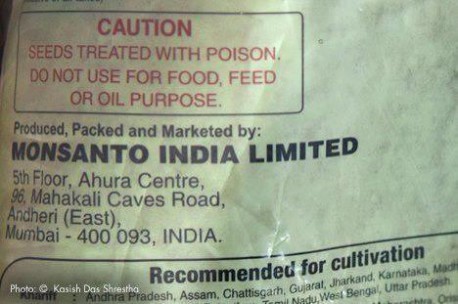 CAUTION
SEEDS TREATED WITH POISON.
DO NOT USE FOR FOOD, FEED
OR OIL PURPOSE.
Produced, Packed and Marketed by:
MONSANTO INDIA LIMITED
5th Floor, Ahura Centre,
96, Mahakali Caves Road,
Andheri (East),
Mumbai - 400 093, INDIA.
Recommended for cultivation
Kharif : Andhra Pradesh, Assam, Chattisgarh, Gujarat, Jharkand, Karnataka,
Tamil Nadu, West Bengal, Uttar Pradesh.
Photo: © Kasish Das Shrestha